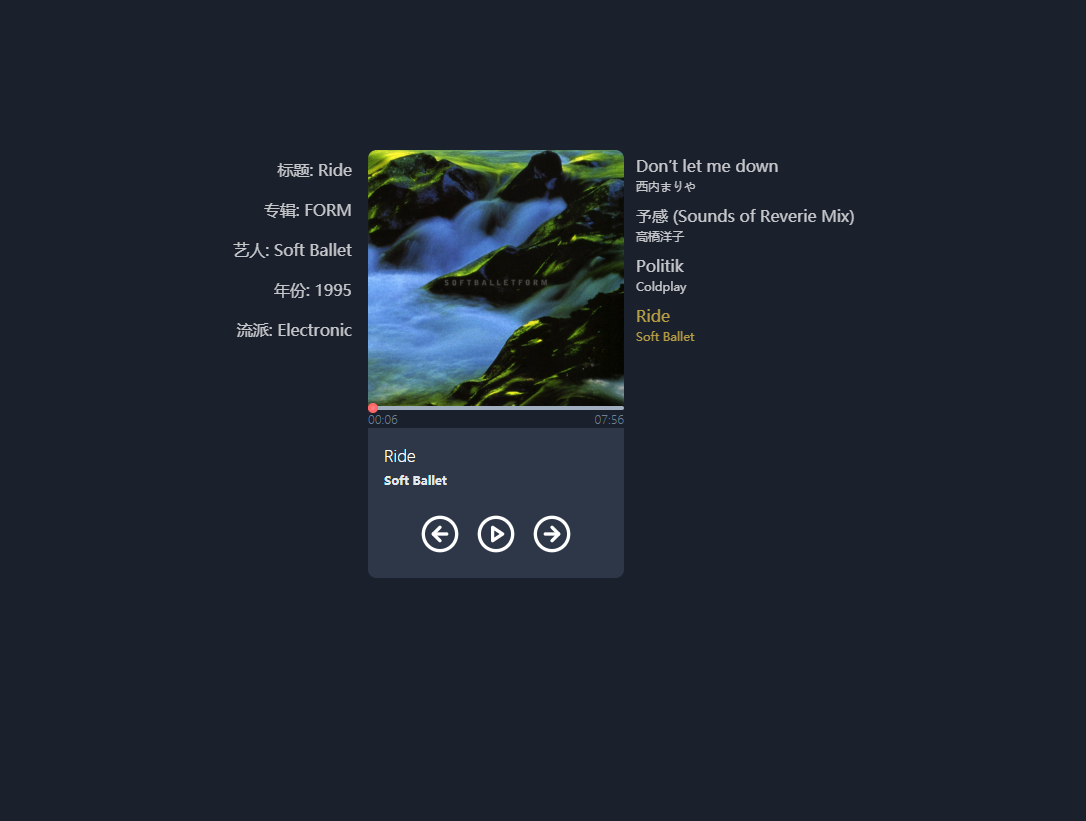 标题: Ride
专辑: FORM
艺人: Soft Ballet
年份: 1995
流派: Electronic
SOFTBALLETFORM
00:06
07:56
Ride
Soft Ballet
Don't let me down
西内まりや
予感 (Sounds of Reverie Mix)
高橋洋子
Politik
Coldplay
Ride
Soft Ballet